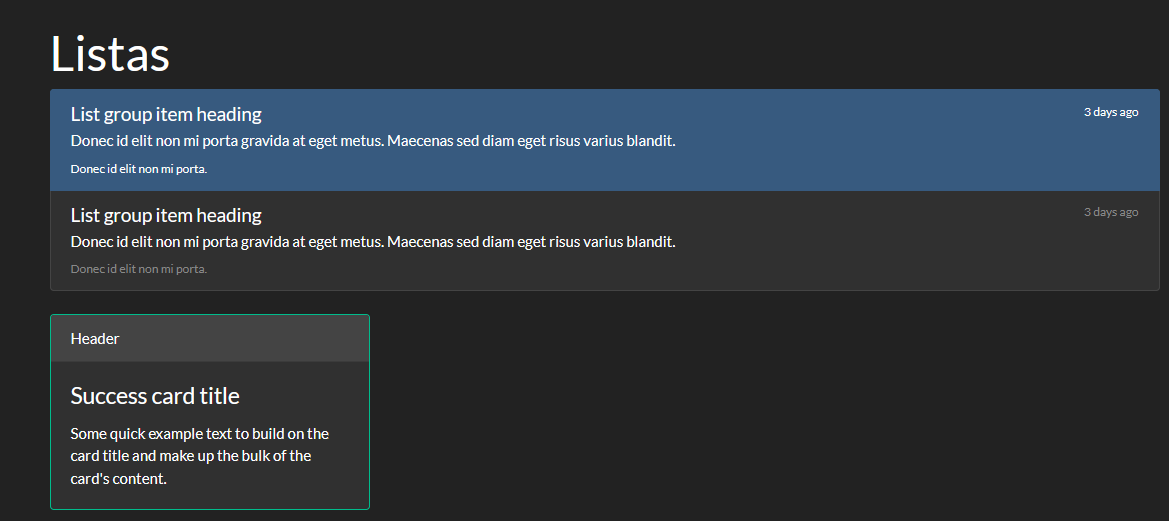 Listas
List group item heading
3 days ago
Donec id elit non mi porta gravida at eget metus. Maecenas sed diam eget risus varius blandit.
Donec id elit non mi porta.
List group item heading
3 days ago
Donec id elit non mi porta gravida at eget metus. Maecenas sed diam eget risus varius blandit.
Donec id elit non mi porta.
Header
Success card title
Some quick example text to build on the
card title and make up the bulk of the
card's content.